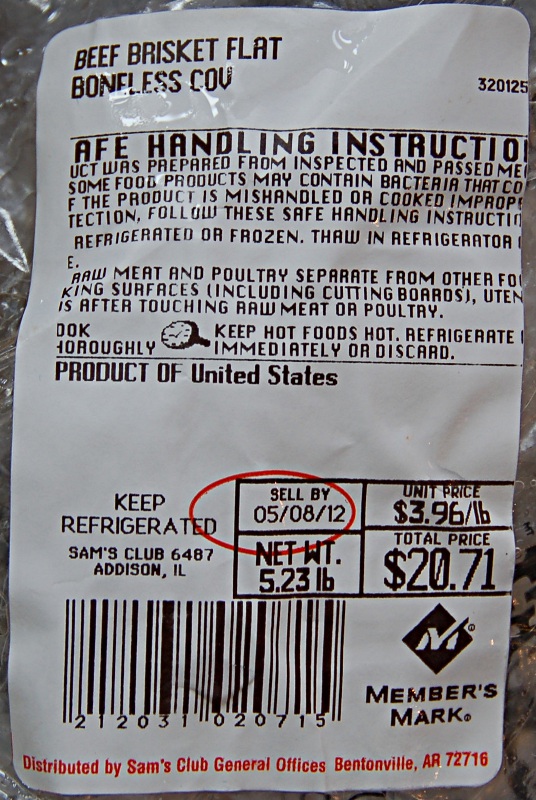 BEEF BRISKET FLAT
BONELESS COV
320125
AFE HANDLING INSTRUCTIO
UCT WAS PREPARED FROM INSPECTED AND PASSED ME
SOME FOOD PRODUCTS MAY CONTAIN BACTERIA THAT CO
F THE PRODUCT IS MISHANDLED OR COOKED IMPROP
TECTION, FOLLOW THESE SAFE HANDLING INSTRUCTI
REFRIGERATED OR FROZEN. THAW IN REFRIGERATOR
E.
RAW MEAT AND POULTRY SEPARATE FROM OTHER FO
KING SURFACES (INCLUDING CUTTING BOARDS), UTEN
IS AFTER TOUCHING RAW MEAT OR POULTRY.
OOK
HOROUGHLY
KEEP HOT FOODS HOT. REFRIGERATE
IMMEDIATELY OR DISCARD.
PRODUCT OF United States
KEEP
REFRIGERATED
SAM'S CLUB 6487
ADDISON, IL
SELL BY
05/08/12
UNIT PRICE
$3.96/lb
NET WT.
5.23 lb
TOTAL PRICE
$20.71
2 12031 020715
M®
MEMBER'S
MARK®
Distributed by Sam's Club General Offices Bentonville, AR 72716